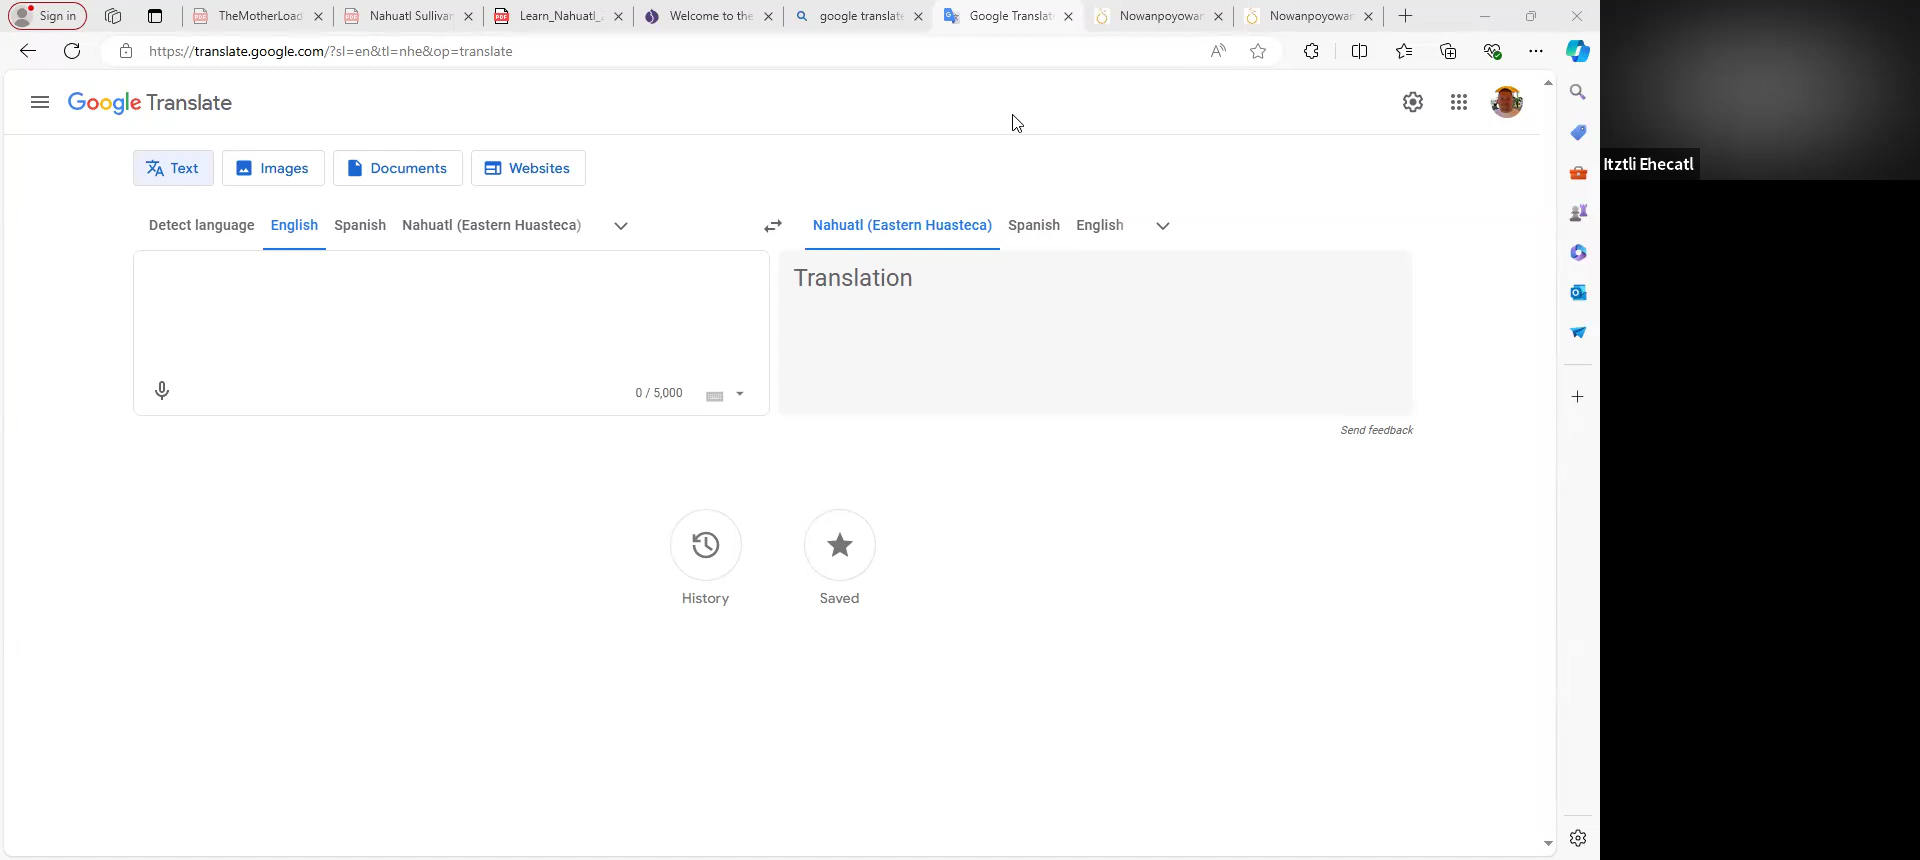 Sign in
TheMotherLoad
Nahuatl Sullivan
Learn_Nahuatl_
Welcome to the
google translate
Google Translat
Nowanpoyowan
Nowanpoyowan
https://translate.google.com/?sl=en&tl=nhe&op=translate
Google Translate
Text
Images
Documents
Websites
Detect language
English
Spanish
Nahuatl (Eastern Huasteca)
Nahuatl (Eastern Huasteca)
Spanish
English
Translation
0 / 5,000
Send feedback
History
Saved
Itztli Ehecatl